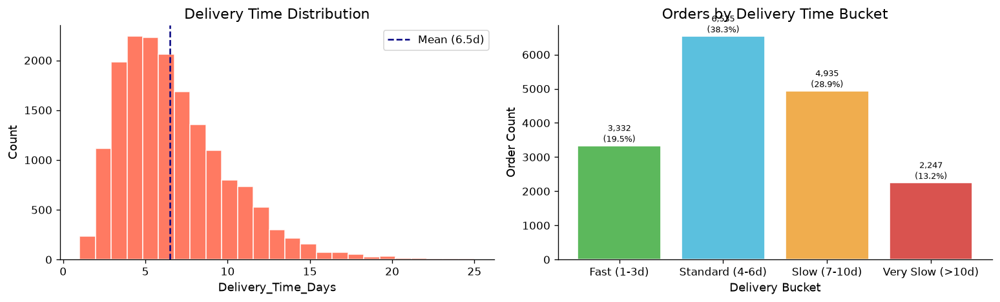 Delivery Time Distribution
Mean (6.5d)
Count
2000
1500
1000
500
0
0 5 10 15 20 25
Delivery_Time_Days
Orders by Delivery Time Bucket
Order Count
6000
5000
4000
3000
2000
1000
0
3,332
(19.5%)
6,535
(38.3%)
4,935
(28.9%)
2,247
(13.2%)
Fast (1-3d) Standard (4-6d) Slow (7-10d) Very Slow (>10d)
Delivery Bucket